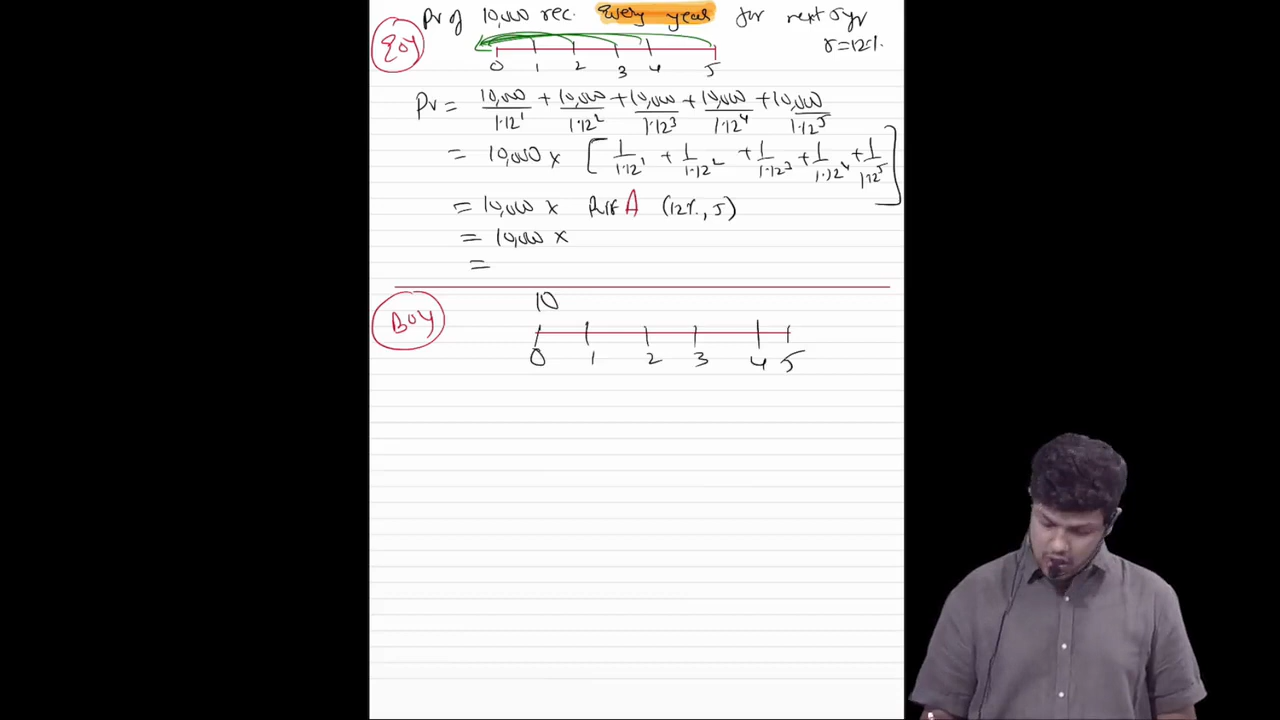 PV of 10,000 rec. Every year for next 5 yr
EOY
r=12%.
0 1 2 3 4 5
PV = 10,000/1.12¹ + 10,000/1.12² + 10,000/1.12³ + 10,000/1.12⁴ + 10,000/1.12⁵
= 10,000 x [ 1/1.12¹ + 1/1.12² + 1/1.12³ + 1/1.12⁴ + 1/1.12⁵ ]
= 10,000 x PVIFA (12%, 5)
= 10,000 x
=
BOY
10
0 1 2 3 4 5